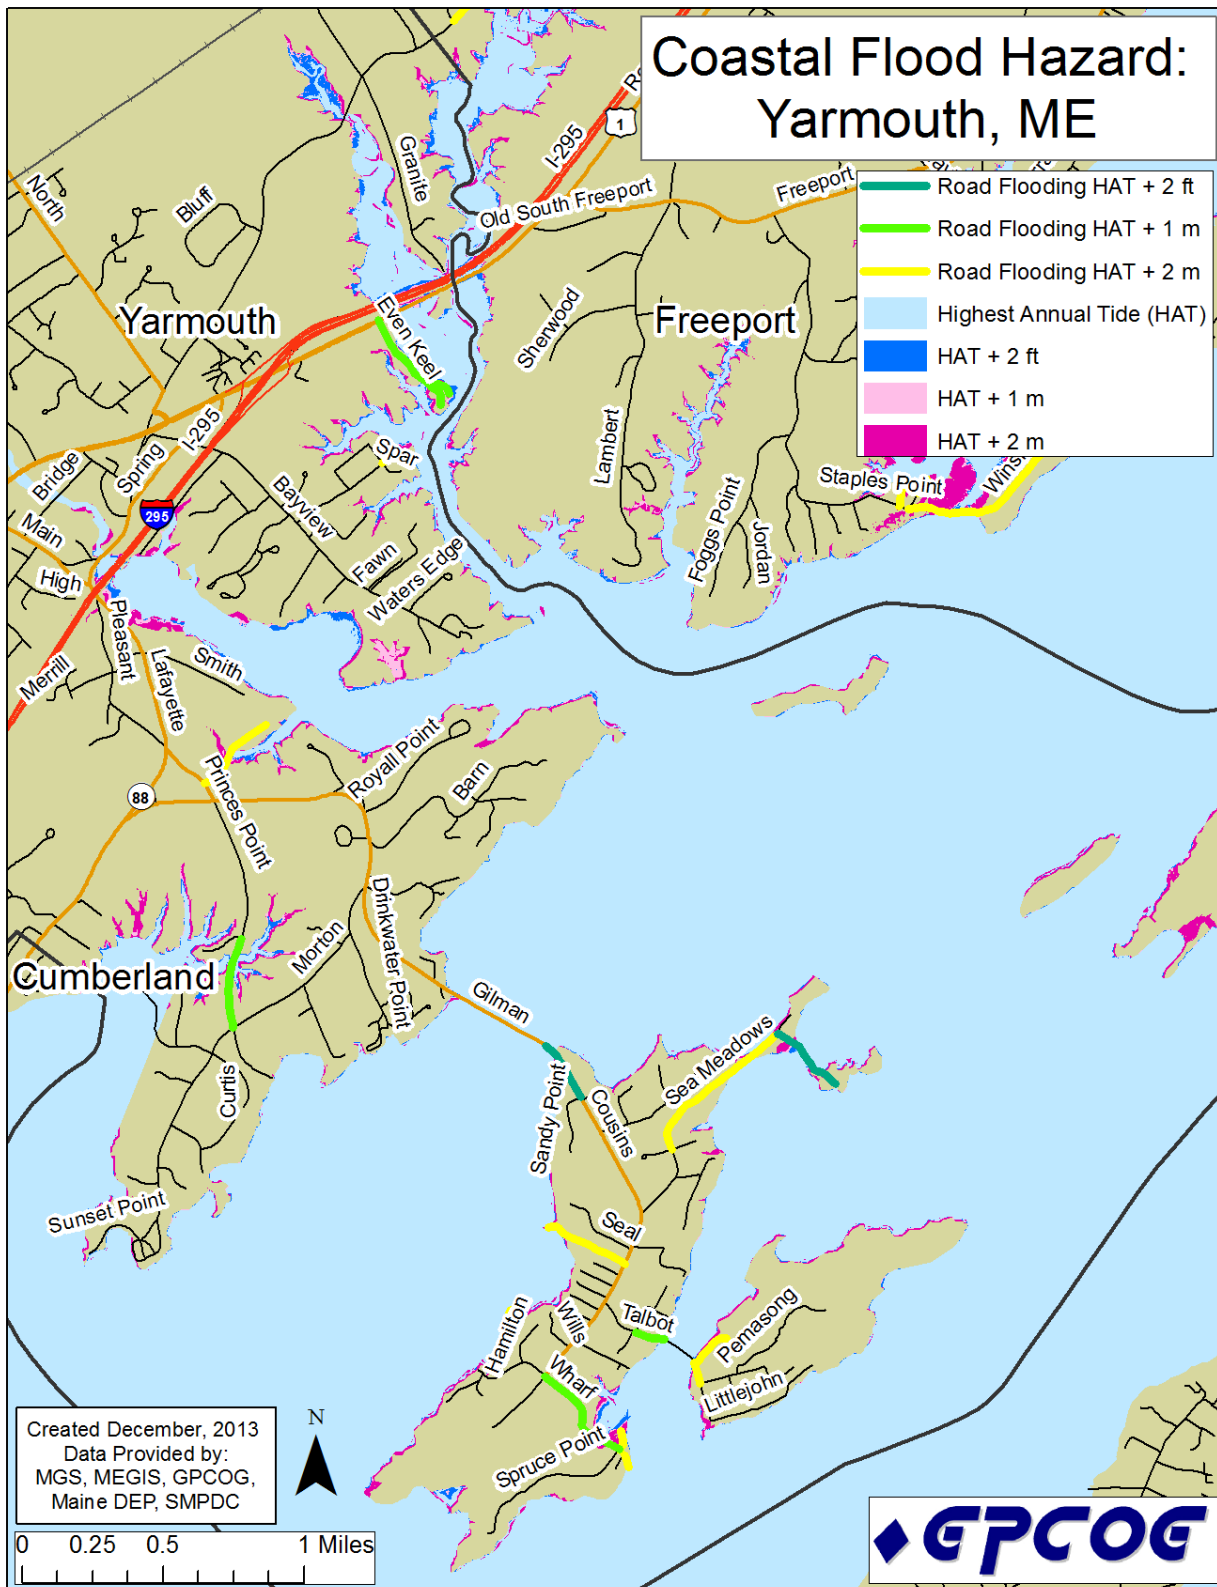 Coastal Flood Hazard:
Yarmouth, ME
Road Flooding HAT + 2 ft
Road Flooding HAT + 1 m
Road Flooding HAT + 2 m
Highest Annual Tide (HAT)
HAT + 2 ft
HAT + 1 m
HAT + 2 m
1
I-295
Granite
North
Bluff
Old South Freeport
Freeport
Yarmouth
Even Keel
Sherwood
Freeport
I-295
Lambert
Spar
Spring
Bridge
Staples Point
Bayview
295
Main
Foggs Point
Jordan
Fawn
Waters Edge
High
Pleasant
Smith
Merrill
Lafayette
Royall Point
Princes Point
Barn
88
Drinkwater Point
Morton
Cumberland
Gilman
Sea Meadows
Sandy Point
Cousins
Curtis
Sunset Point
Seal
Talbot
Pemasong
Hamilton
Wills
Wharf
Littlejohn
Spruce Point
N
Created December, 2013
Data Provided by:
MGS, MEGIS, GPCOG,
Maine DEP, SMPDC
0 0.25 0.5 1 Miles
GPCOG